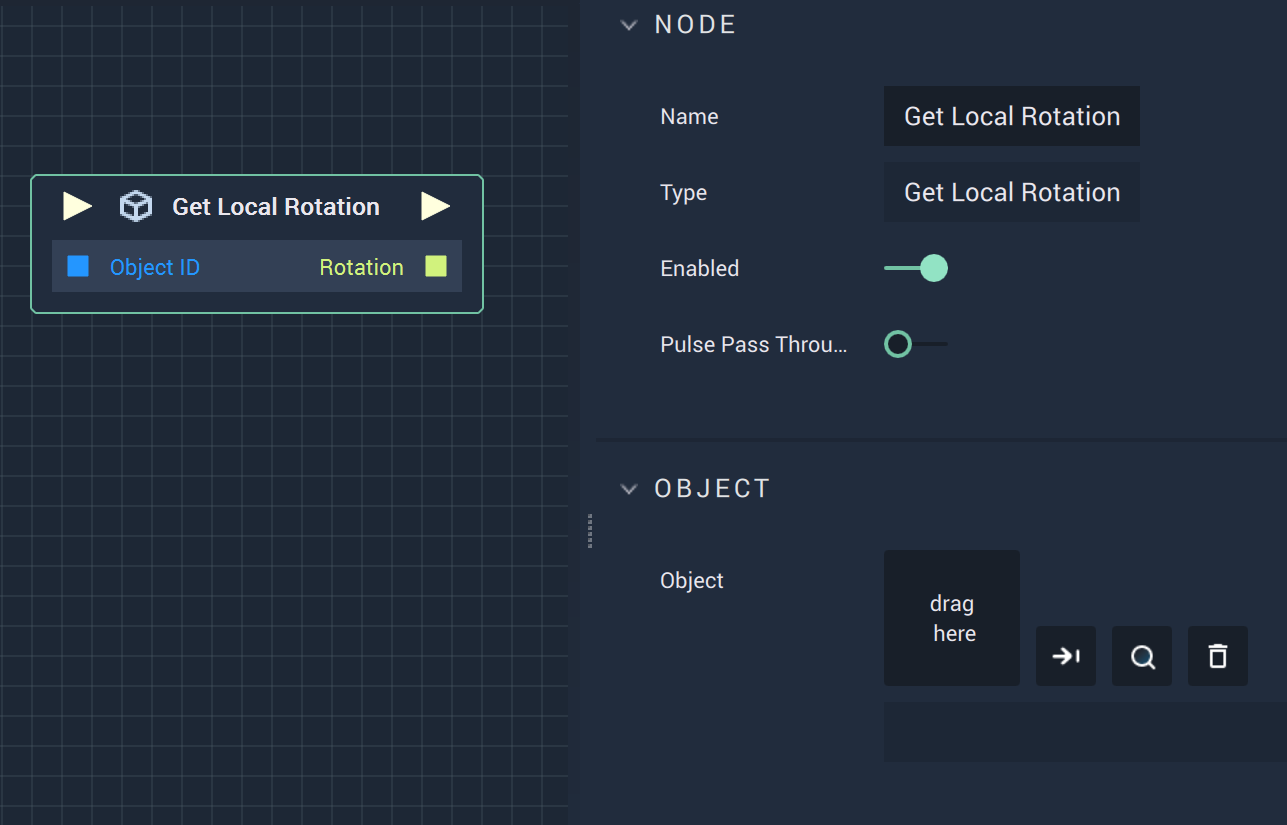 Get Local Rotation
Object ID
Rotation
NODE
Name
Get Local Rotation
Type
Get Local Rotation
Enabled
Pulse Pass Throu...
OBJECT
Object
drag
here